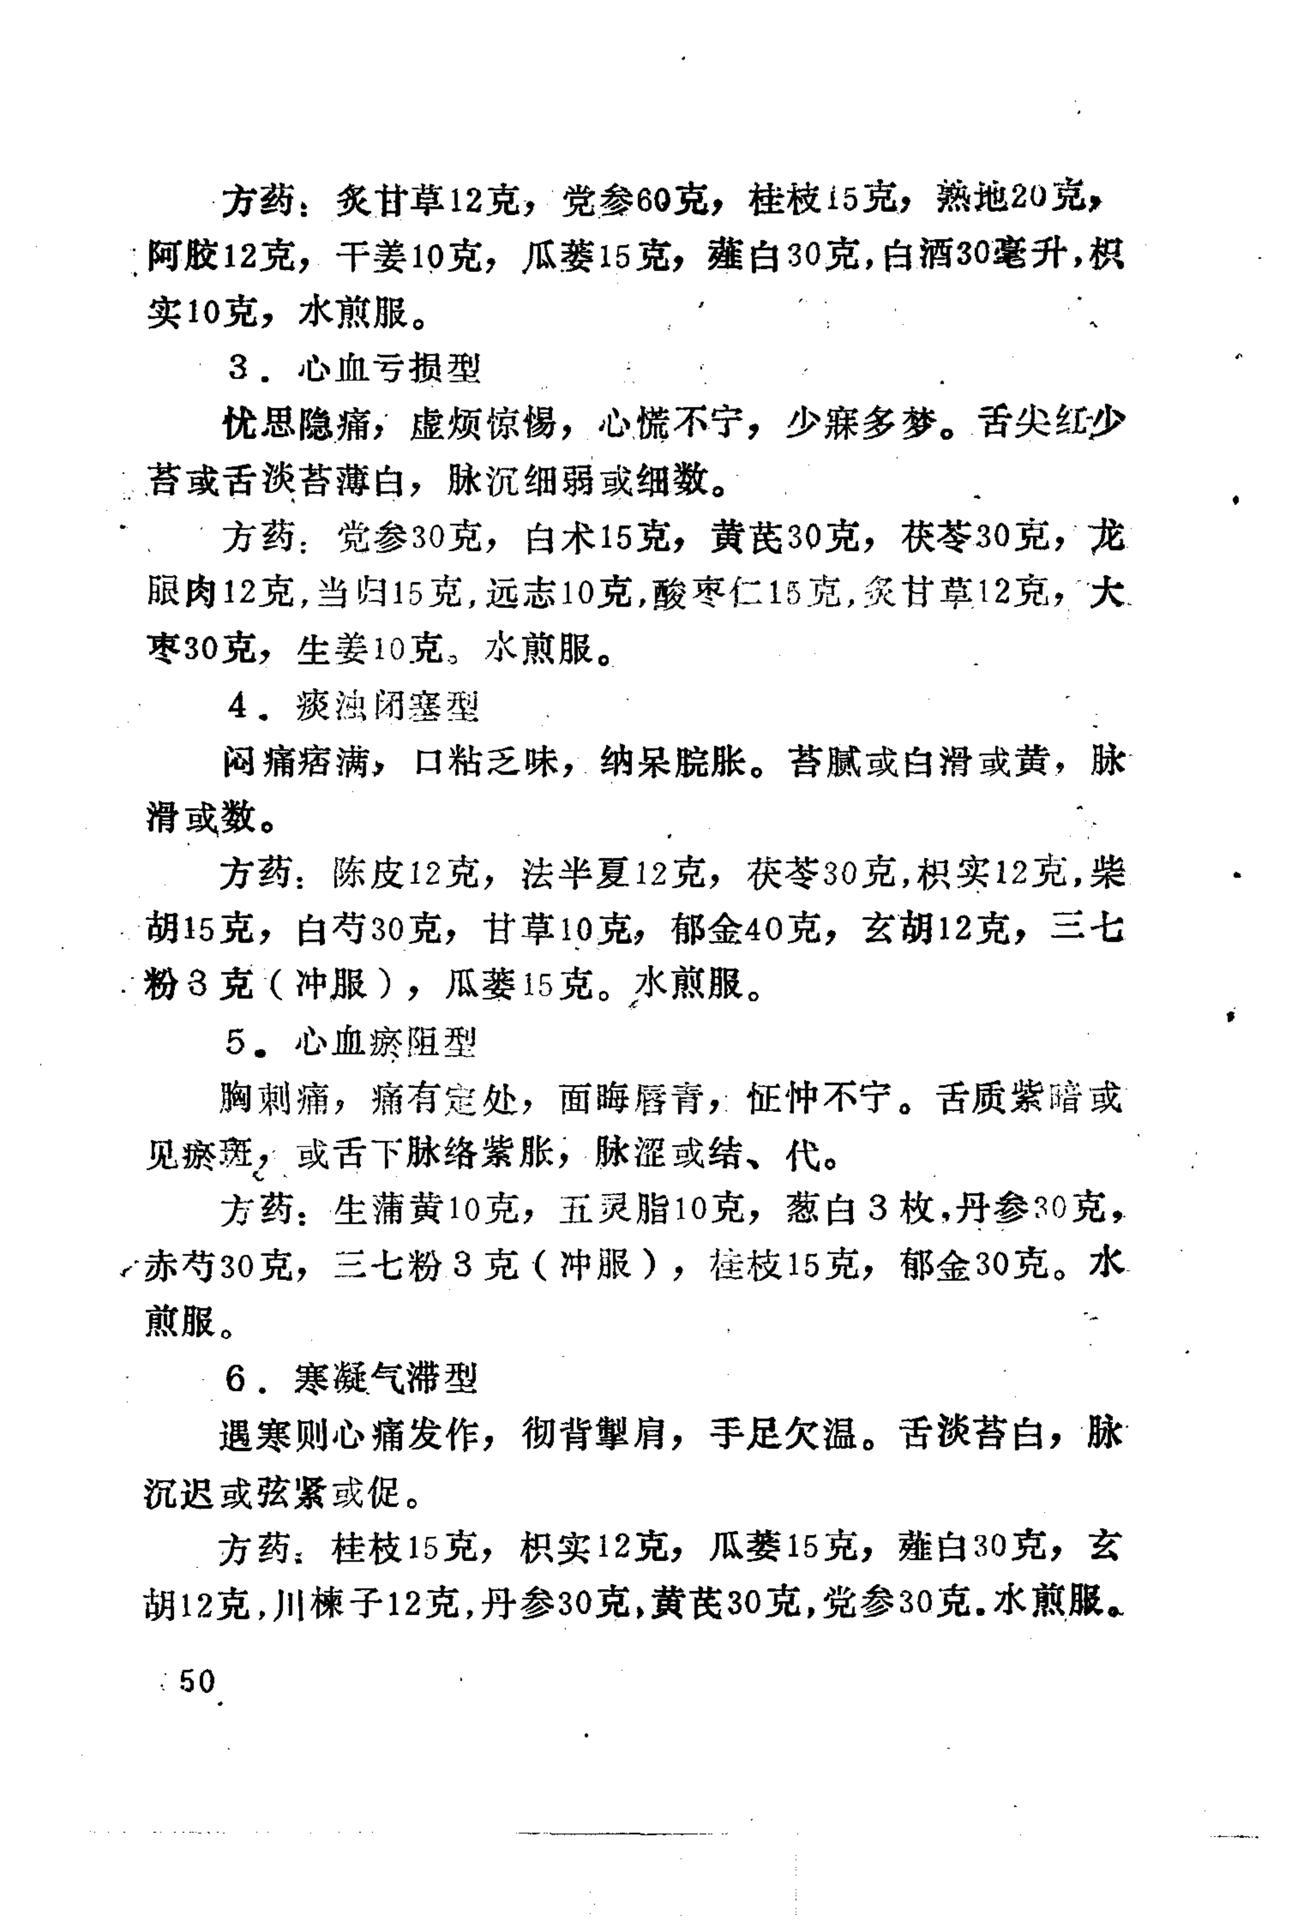 方药：炙甘草12克，党参60克，桂枝15克，熟地20克，
阿胶12克，干姜10克，瓜蒌15克，薤白30克，白酒30毫升，枳
实10克，水煎服。
3．心血亏损型
忧思隐痛，虚烦惊惕，心慌不宁，少寐多梦。舌尖红少
苔或舌淡苔薄白，脉沉细弱或细数。
方药：党参30克，白术15克，黄芪30克，茯苓30克，龙
眼肉12克，当归15克，远志10克，酸枣仁15克，炙甘草12克，大
枣30克，生姜10克。水煎服。
4．痰浊闭塞型
闷痛痞满，口粘乏味，纳呆脘胀。苔腻或白滑或黄，脉
滑或数。
方药：陈皮12克，法半夏12克，茯苓30克，枳实12克，柴
胡15克，白芍30克，甘草10克，郁金40克，玄胡12克，三七
粉3克（冲服），瓜蒌15克。水煎服。
5．心血瘀阻型
胸刺痛，痛有定处，面晦唇青，怔忡不宁。舌质紫暗或
见瘀斑，或舌下脉络紫胀，脉涩或结、代。
方药：生蒲黄10克，五灵脂10克，葱白3枚，丹参30克，
赤芍30克，三七粉3克（冲服），桂枝15克，郁金30克。水
煎服。
6．寒凝气滞型
遇寒则心痛发作，彻背掣肩，手足欠温。舌淡苔白，脉
沉迟或弦紧或促。
方药：桂枝15克，枳实12克，瓜蒌15克，薤白30克，玄
胡12克，川楝子12克，丹参30克，黄芪30克，党参30克．水煎服。
50